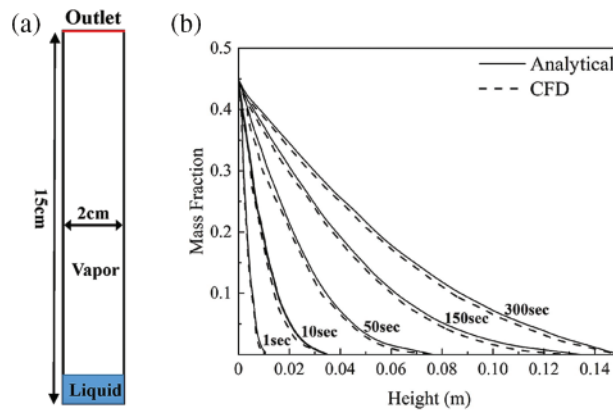 (a)
Outlet
15cm
2cm
Vapor
Liquid
(b)
Analytical
CFD
Mass Fraction
0.5
0.4
0.3
0.2
0.1
1sec
10sec
50sec
150sec
300sec
0.00
0.02
0.04
0.06
0.08
0.10
0.12
0.14
Height (m)